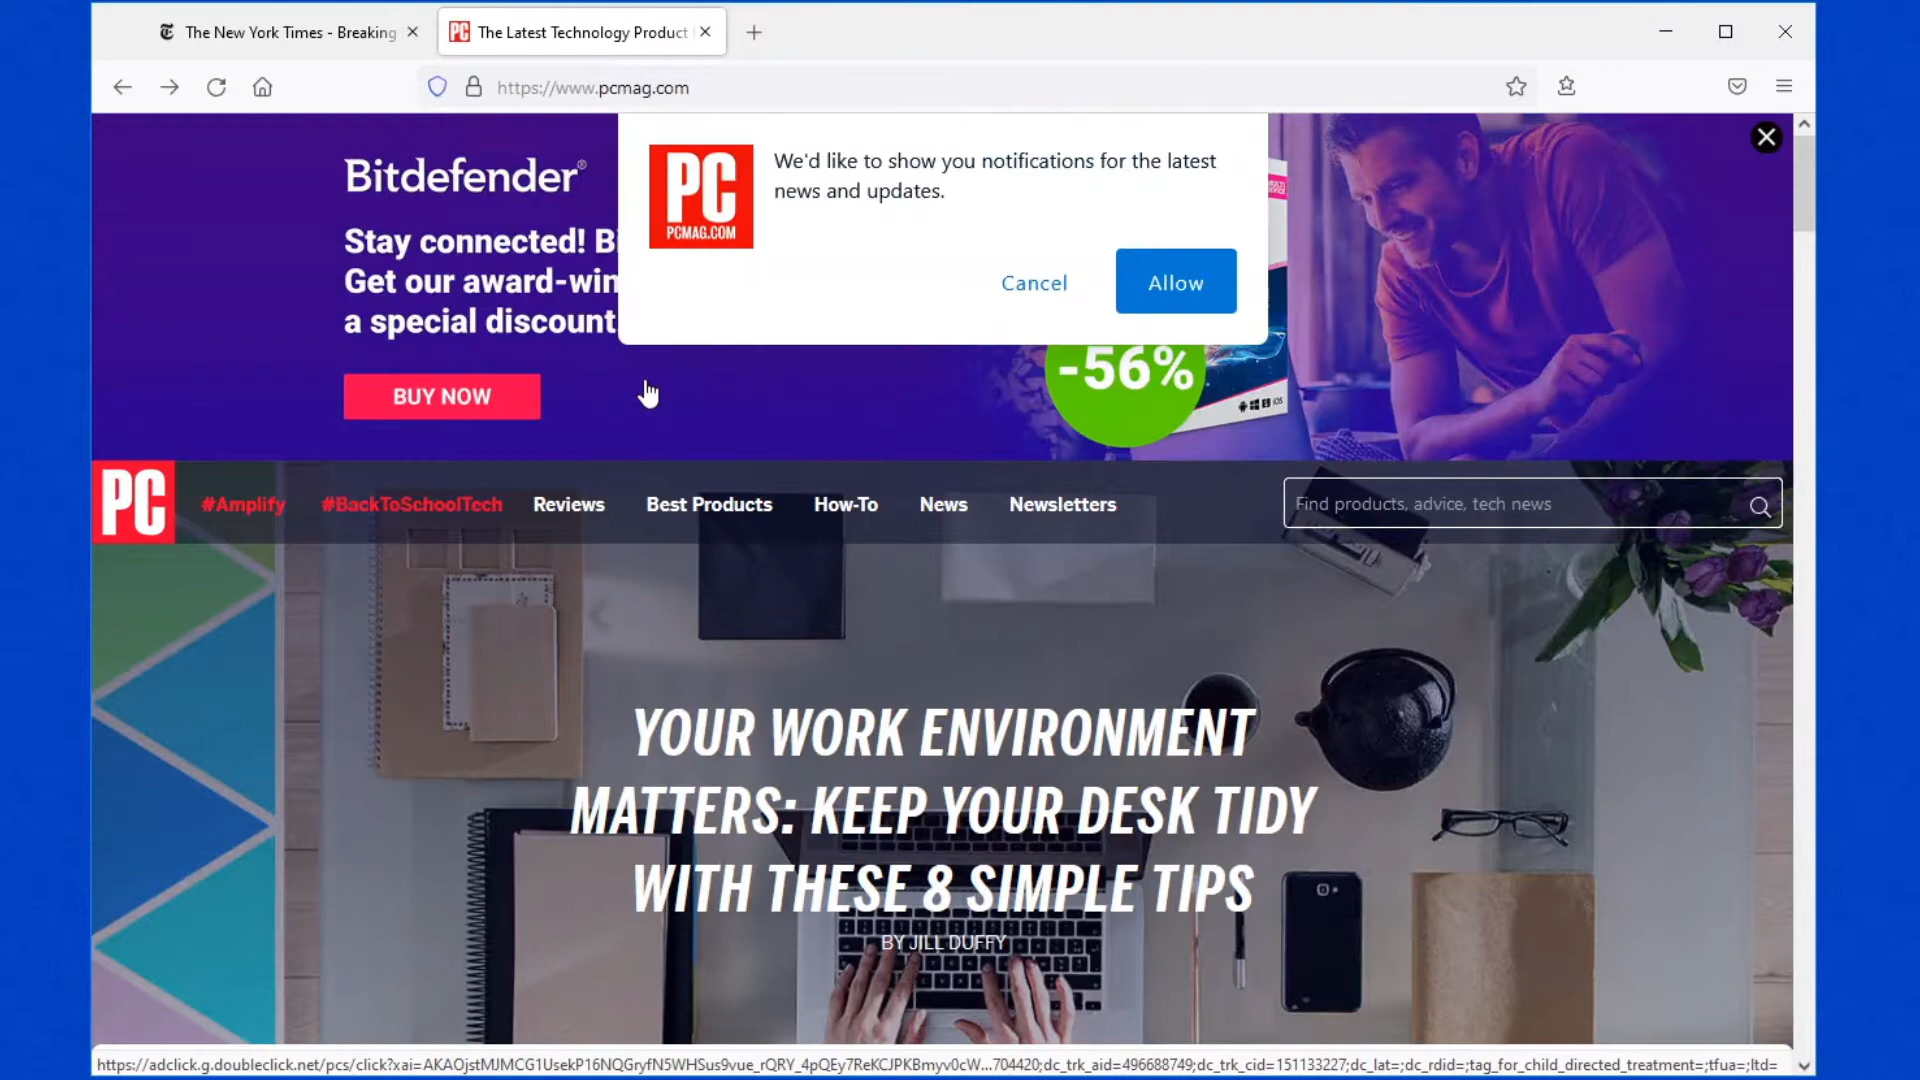 The New York Times - Breaking
PC
The Latest Technology Product
https://www.pcmag.com
Bitdefender®
Stay connected! Bi
Get our award-win
a special discount.
BUY NOW
PC
PCMAG.COM
We'd like to show you notifications for the latest
news and updates.
Cancel
Allow
-56%
PC
#Amplify
#BackToSchoolTech
Reviews
Best Products
How-To
News
Newsletters
Find products, advice, tech news
YOUR WORK ENVIRONMENT
MATTERS: KEEP YOUR DESK TIDY
WITH THESE 8 SIMPLE TIPS
BY JILL DUFFY
https://adclick.g.doubleclick.net/pcs/click?xai=AKAOjstMJMCG1UsekP16NQGryfN5WHSus9vue_rQRY_4pQEy7ReKCJPKBmyv0cW...704420;dc_trk_aid=496688749;dc_trk_cid=151133227;dc_lat=;dc_rdid=;tag_for_child_directed_treatment=;tfua=;ltd=